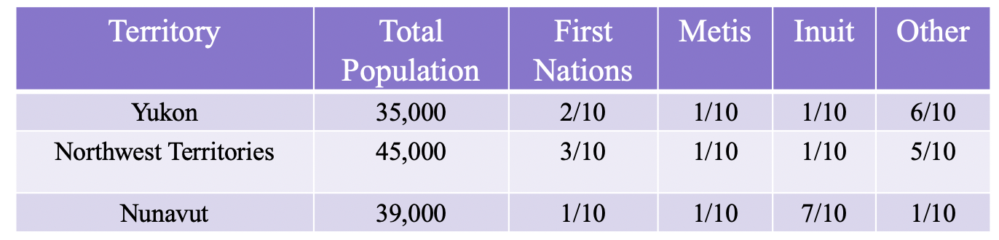 Territory Total Population First Nations Metis Inuit Other
Yukon 35,000 2/10 1/10 1/10 6/10
Northwest Territories 45,000 3/10 1/10 1/10 5/10
Nunavut 39,000 1/10 1/10 7/10 1/10